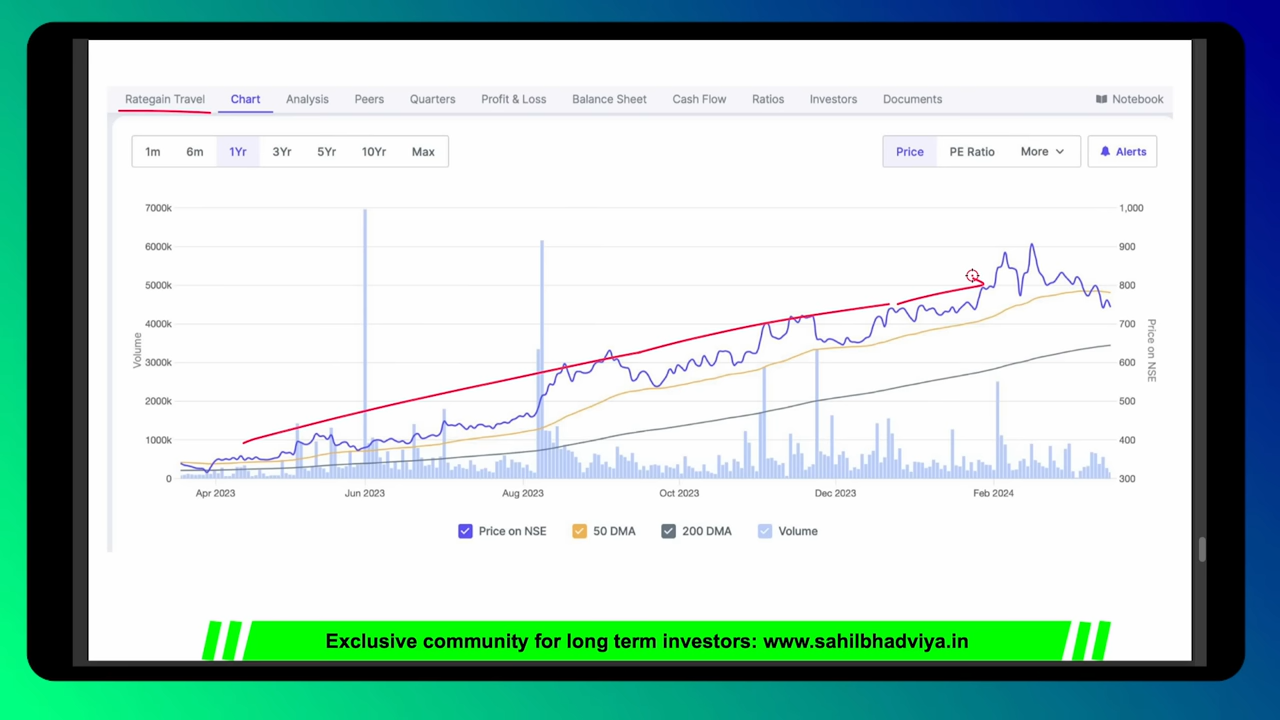 Rategain Travel Chart Analysis Peers Quarters Profit & Loss Balance Sheet Cash Flow Ratios Investors Documents Notebook
1m 6m 1Yr 3Yr 5Yr 10Yr Max Price PE Ratio More Alerts
7000k 1,000
6000k 900
5000k 800
4000k 700
3000k 600
2000k 500
1000k 400
0 300
Volume
Price on NSE
Apr 2023 Jun 2023 Aug 2023 Oct 2023 Dec 2023 Feb 2024
Price on NSE 50 DMA 200 DMA Volume
Exclusive community for long term investors: www.sahilbhadviya.in